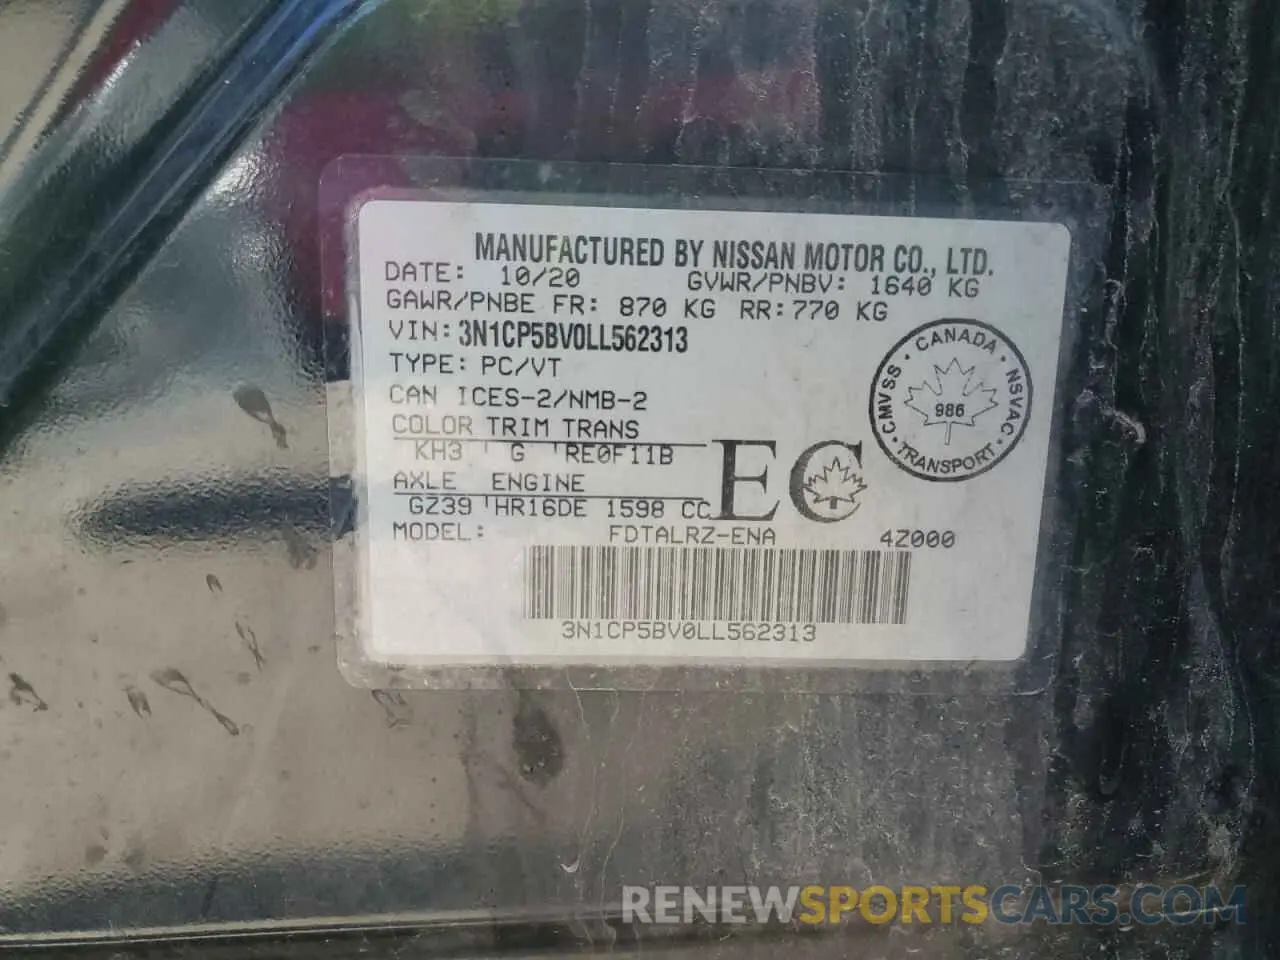 MANUFACTURED BY NISSAN MOTOR CO., LTD.
DATE: 10/20 GVWR/PNBV: 1640 KG
GAWR/PNBE FR: 870 KG RR: 770 KG
VIN: 3N1CP5BV0LL562313
TYPE: PC/VT
CAN ICES-2/NMB-2
COLOR TRIM TRANS
KH3 G RE0F11B
AXLE ENGINE
GZ39 HR16DE 1598 CC
MODEL: FDTALRZ-ENA 4Z000
EC
CANADA
CMVSS
NSVAC
986
TRANSPORT
3N1CP5BV0LL562313
RENEWSPORTSCARS.COM